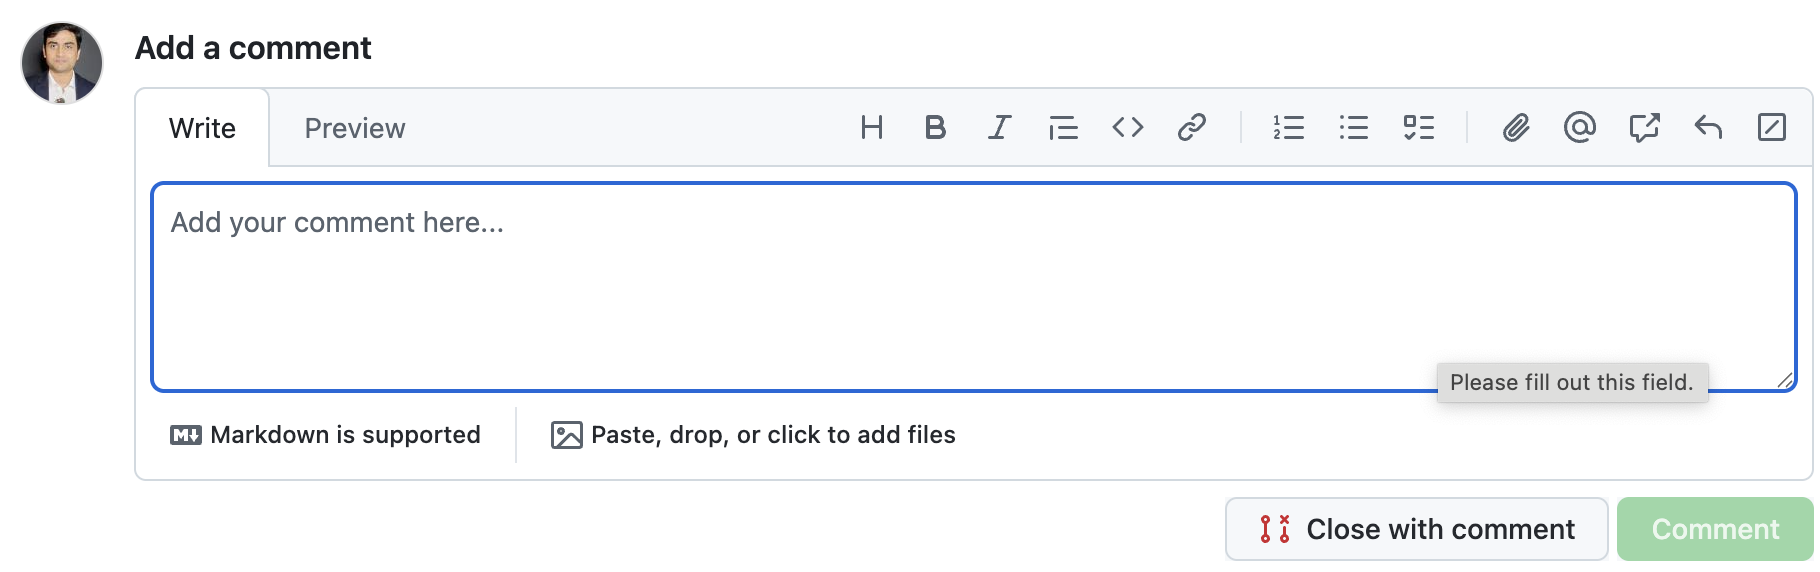 Add a comment
Write
Preview
Add your comment here...
Please fill out this field.
Markdown is supported
Paste, drop, or click to add files
Close with comment
Comment